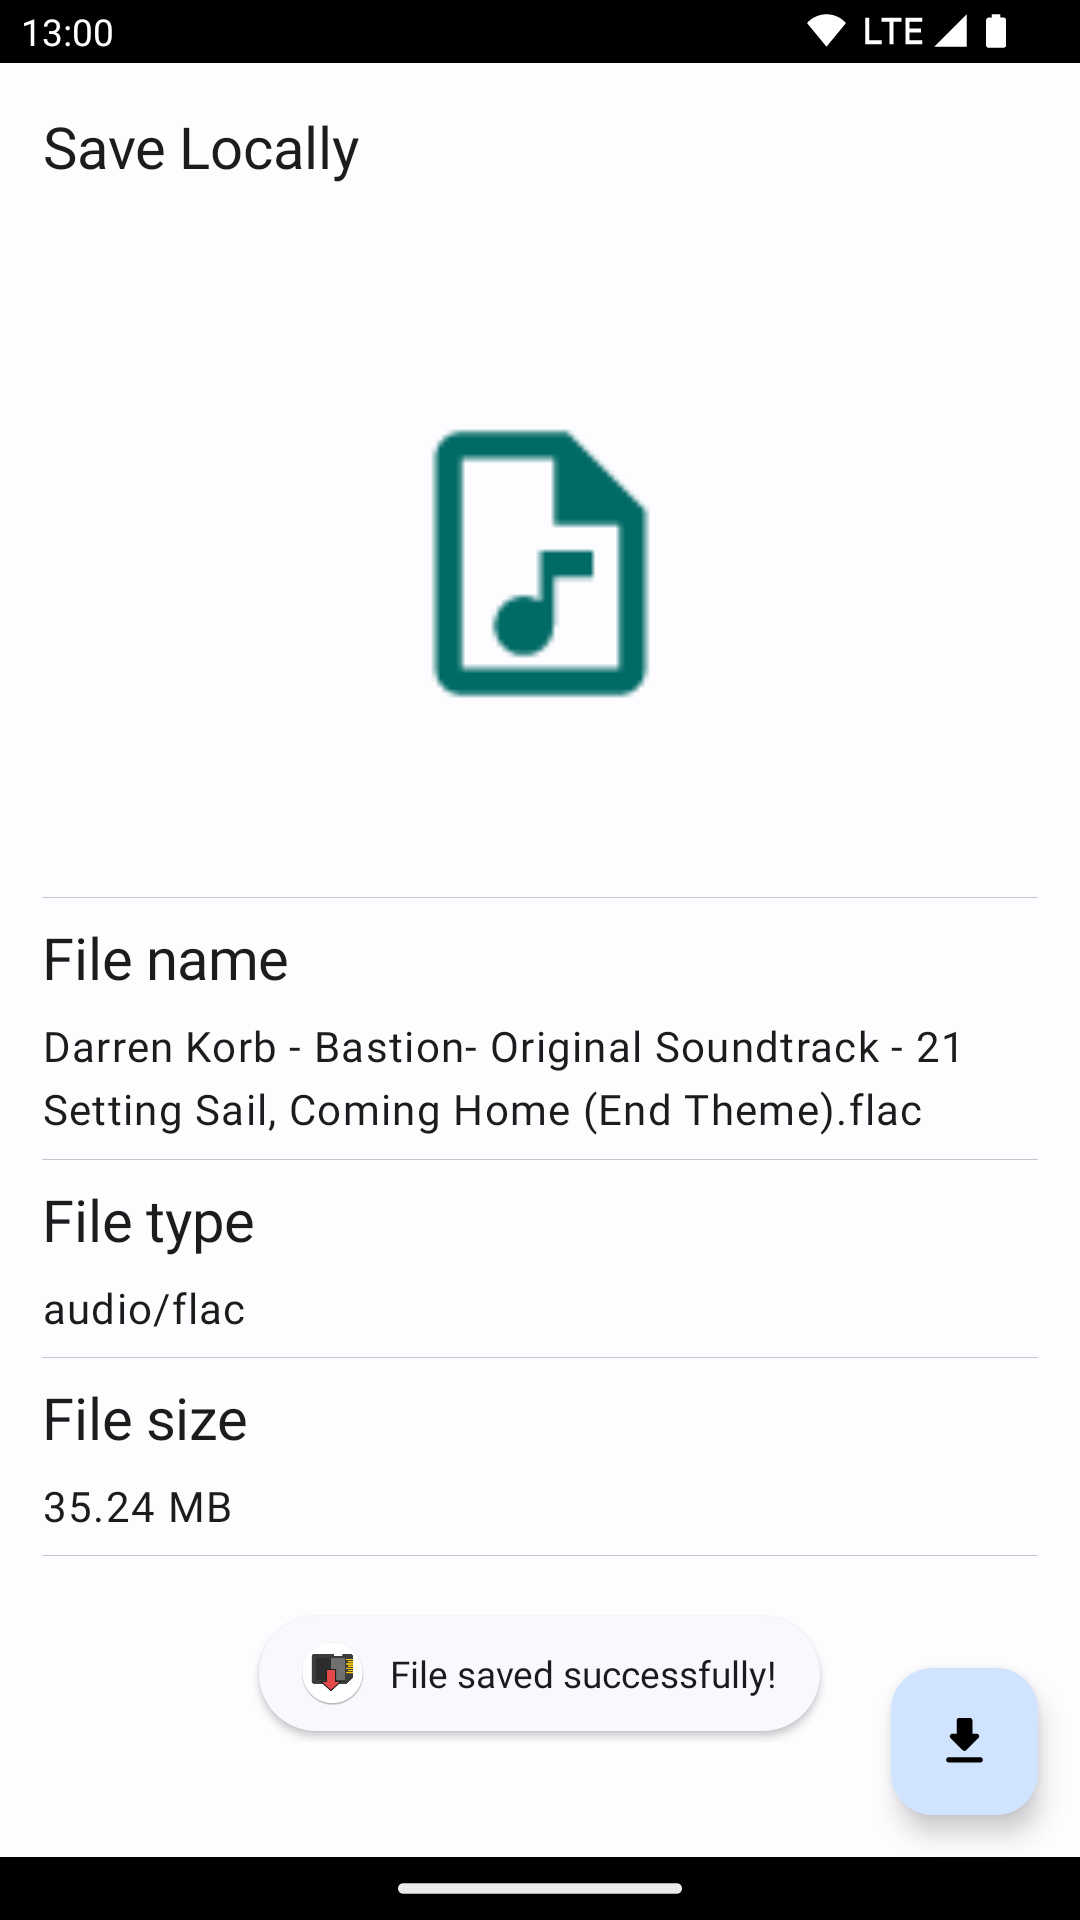 13:00
LTE
Save Locally
File name
Darren Korb - Bastion- Original Soundtrack - 21
Setting Sail, Coming Home (End Theme).flac
File type
audio/flac
File size
35.24 MB
File saved successfully!